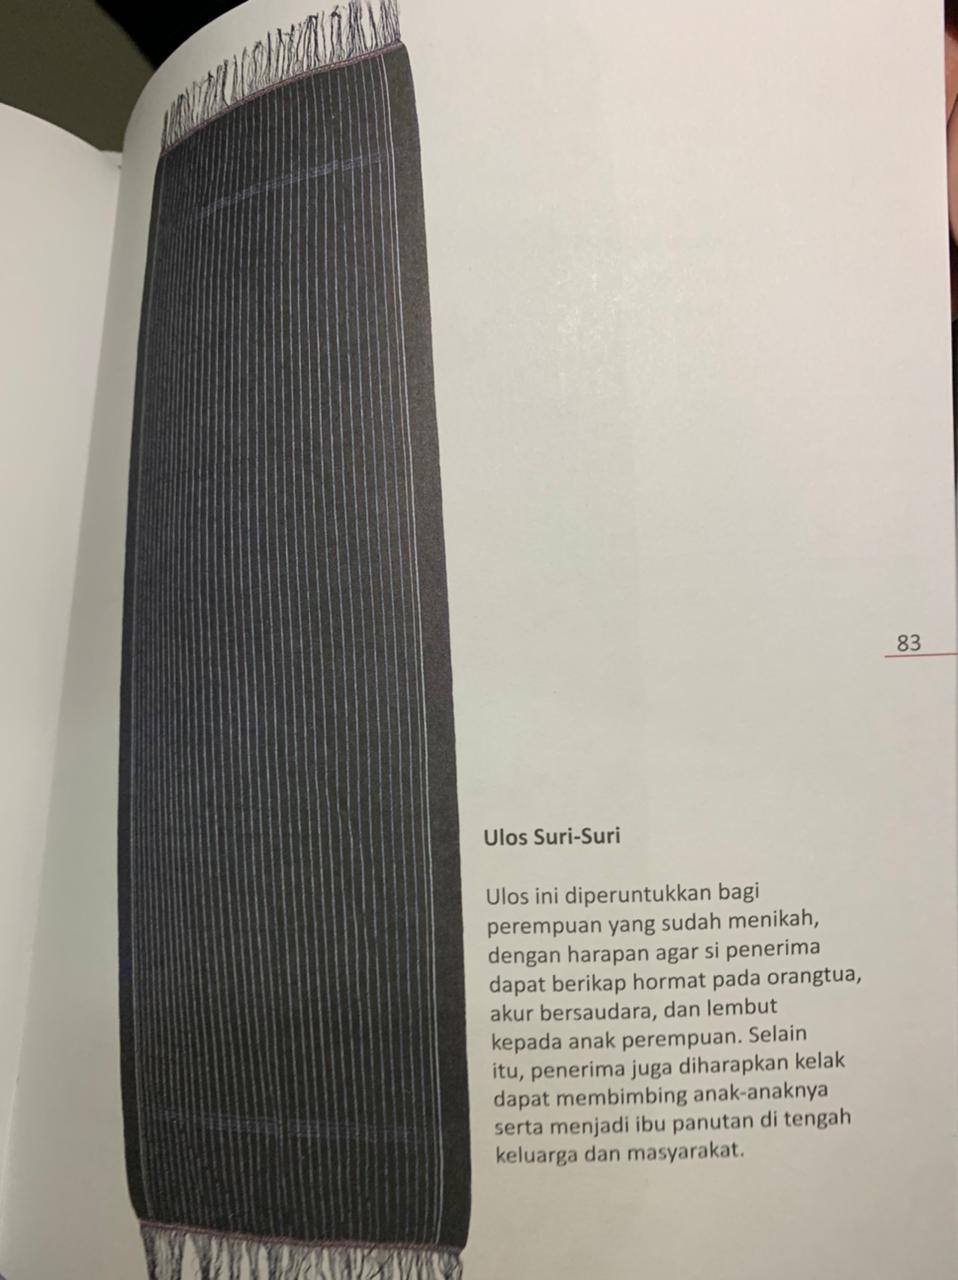 83
Ulos Suri-Suri
Ulos ini diperuntukkan bagi
perempuan yang sudah menikah,
dengan harapan agar si penerima
dapat berikap hormat pada orangtua,
akur bersaudara, dan lembut
kepada anak perempuan. Selain
itu, penerima juga diharapkan kelak
dapat membimbing anak-anaknya
serta menjadi ibu panutan di tengah
keluarga dan masyarakat.